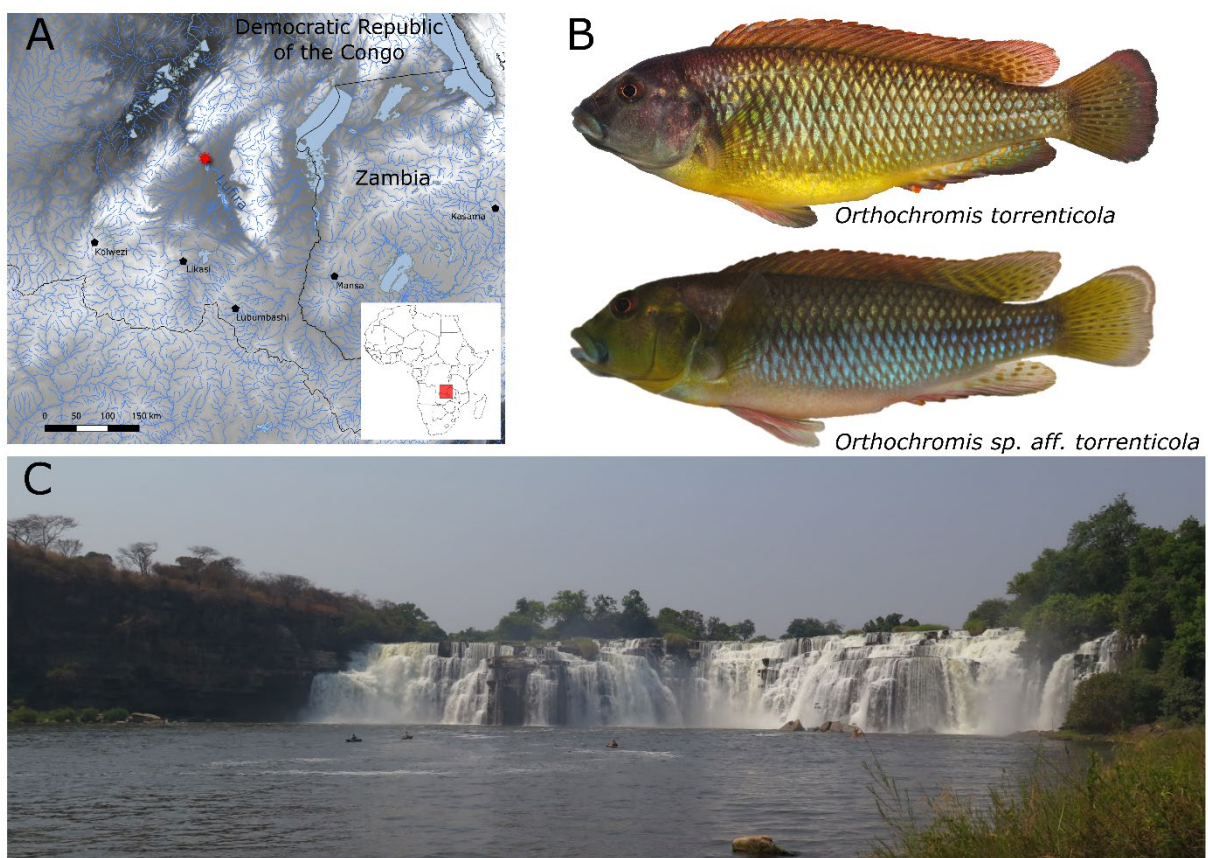 A
Democratic Republic
of the Congo
Zambia
Kasama
Kolwezi
Likasi
Mansa
Lubumbashi
0 50 100 150 km
B
Orthochromis torrenticola
Orthochromis sp. aff. torrenticola
C